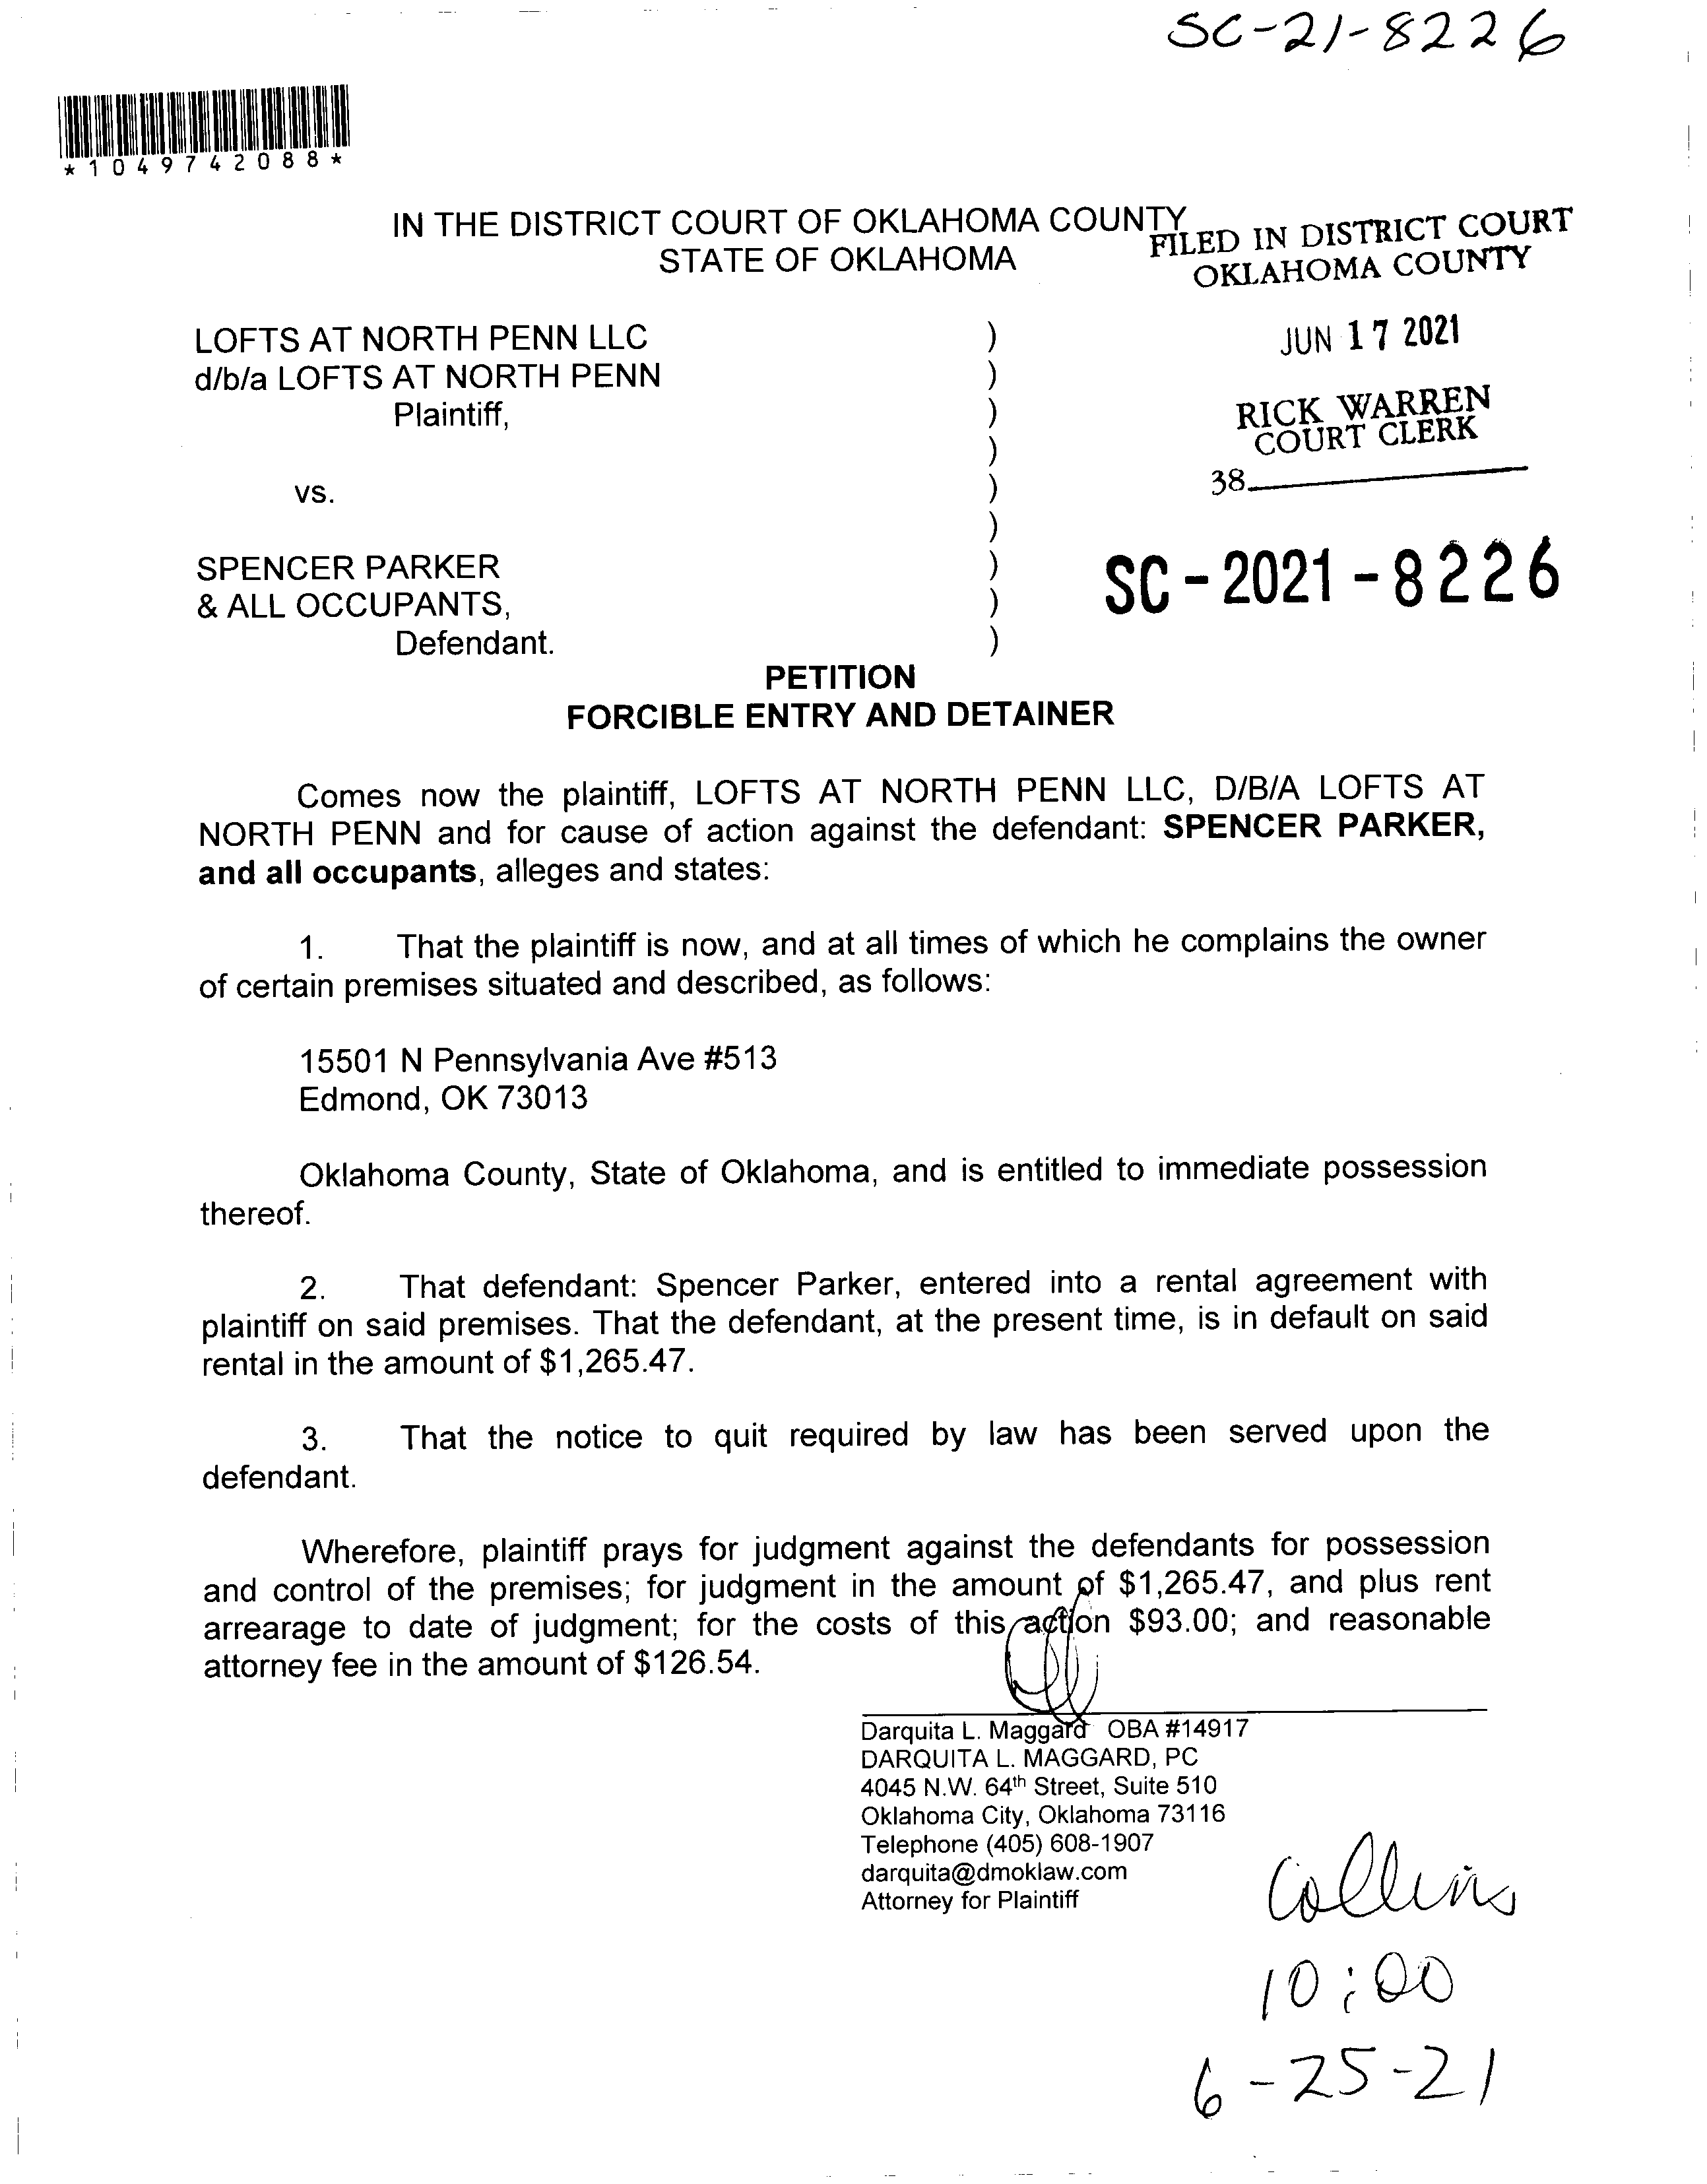 SC-21-8226
*1049742088*
IN THE DISTRICT COURT OF OKLAHOMA COUNTY
STATE OF OKLAHOMA
FILED IN DISTRICT COURT
OKLAHOMA COUNTY
JUN 17 2021
RICK WARREN
COURT CLERK
38
LOFTS AT NORTH PENN LLC )
d/b/a LOFTS AT NORTH PENN )
Plaintiff, )
)
vs. )
)
SPENCER PARKER )
& ALL OCCUPANTS, )
Defendant. )
SC-2021-8226
PETITION
FORCIBLE ENTRY AND DETAINER
Comes now the plaintiff, LOFTS AT NORTH PENN LLC, D/B/A LOFTS AT
NORTH PENN and for cause of action against the defendant: SPENCER PARKER,
and all occupants, alleges and states:
1. That the plaintiff is now, and at all times of which he complains the owner
of certain premises situated and described, as follows:
15501 N Pennsylvania Ave #513
Edmond, OK 73013
Oklahoma County, State of Oklahoma, and is entitled to immediate possession
thereof.
2. That defendant: Spencer Parker, entered into a rental agreement with
plaintiff on said premises. That the defendant, at the present time, is in default on said
rental in the amount of $1,265.47.
3. That the notice to quit required by law has been served upon the
defendant.
Wherefore, plaintiff prays for judgment against the defendants for possession
and control of the premises; for judgment in the amount of $1,265.47, and plus rent
arrearage to date of judgment; for the costs of this action $93.00; and reasonable
attorney fee in the amount of $126.54.
Darquita L. Maggard OBA #14917
DARQUITA L. MAGGARD, PC
4045 N.W. 64th Street, Suite 510
Oklahoma City, Oklahoma 73116
Telephone (405) 608-1907
darquita@dmoklaw.com
Attorney for Plaintiff
Collins
10:00
6-25-21